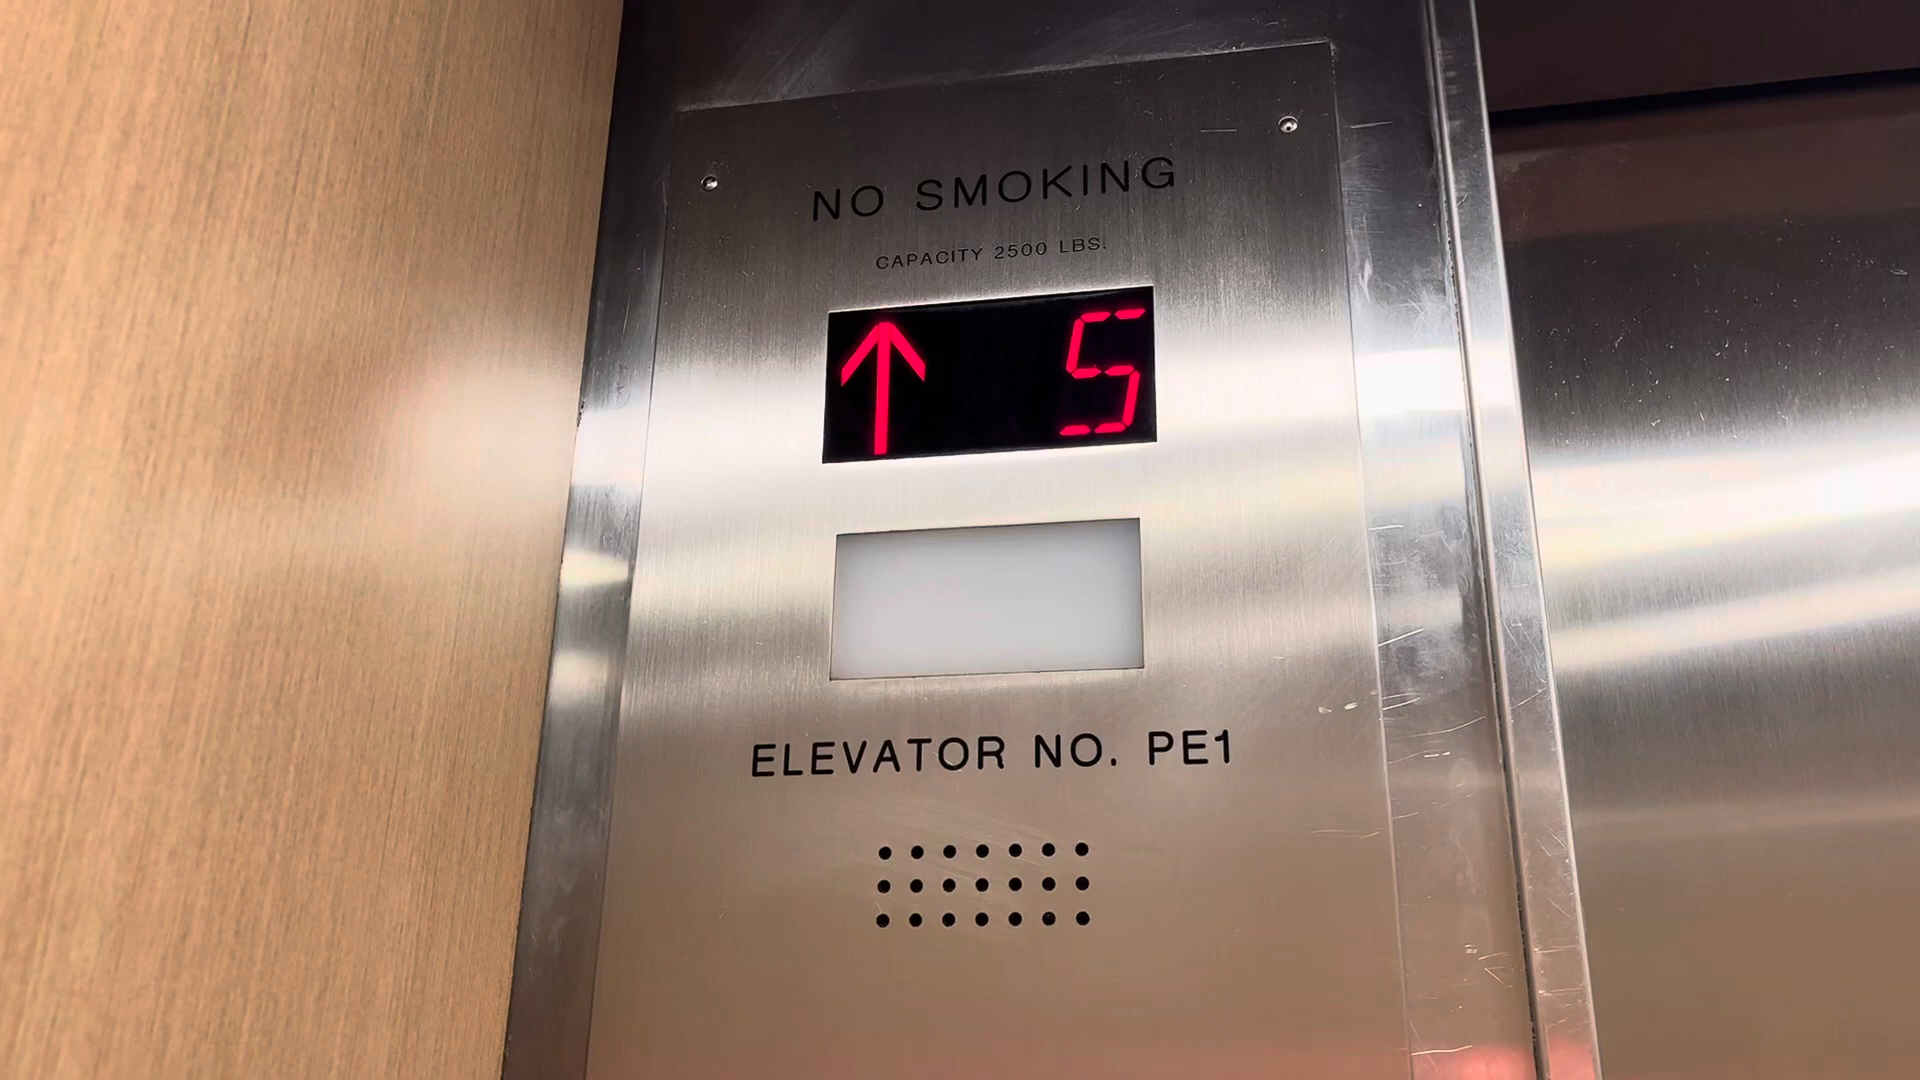 NO SMOKING
CAPACITY 2500 LBS.
↑ 5
ELEVATOR NO. PE1